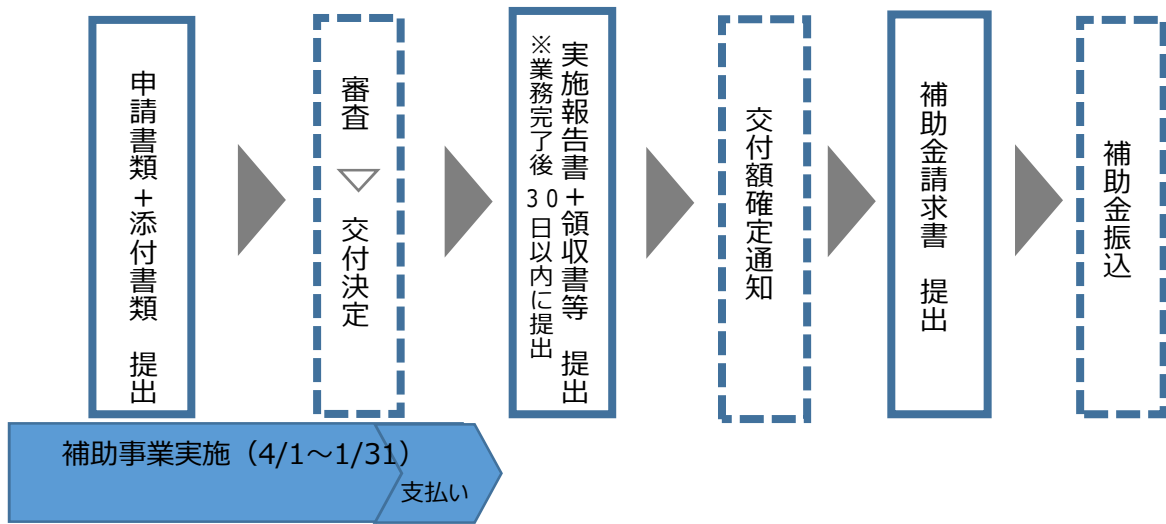 申請書類+添付書類　提出
審査
▽
交付決定
実施報告書+領収書等　提出
※業務完了後30日以内に提出
交付額確定通知
補助金請求書　提出
補助金振込
補助事業実施（4/1～1/31）
支払い